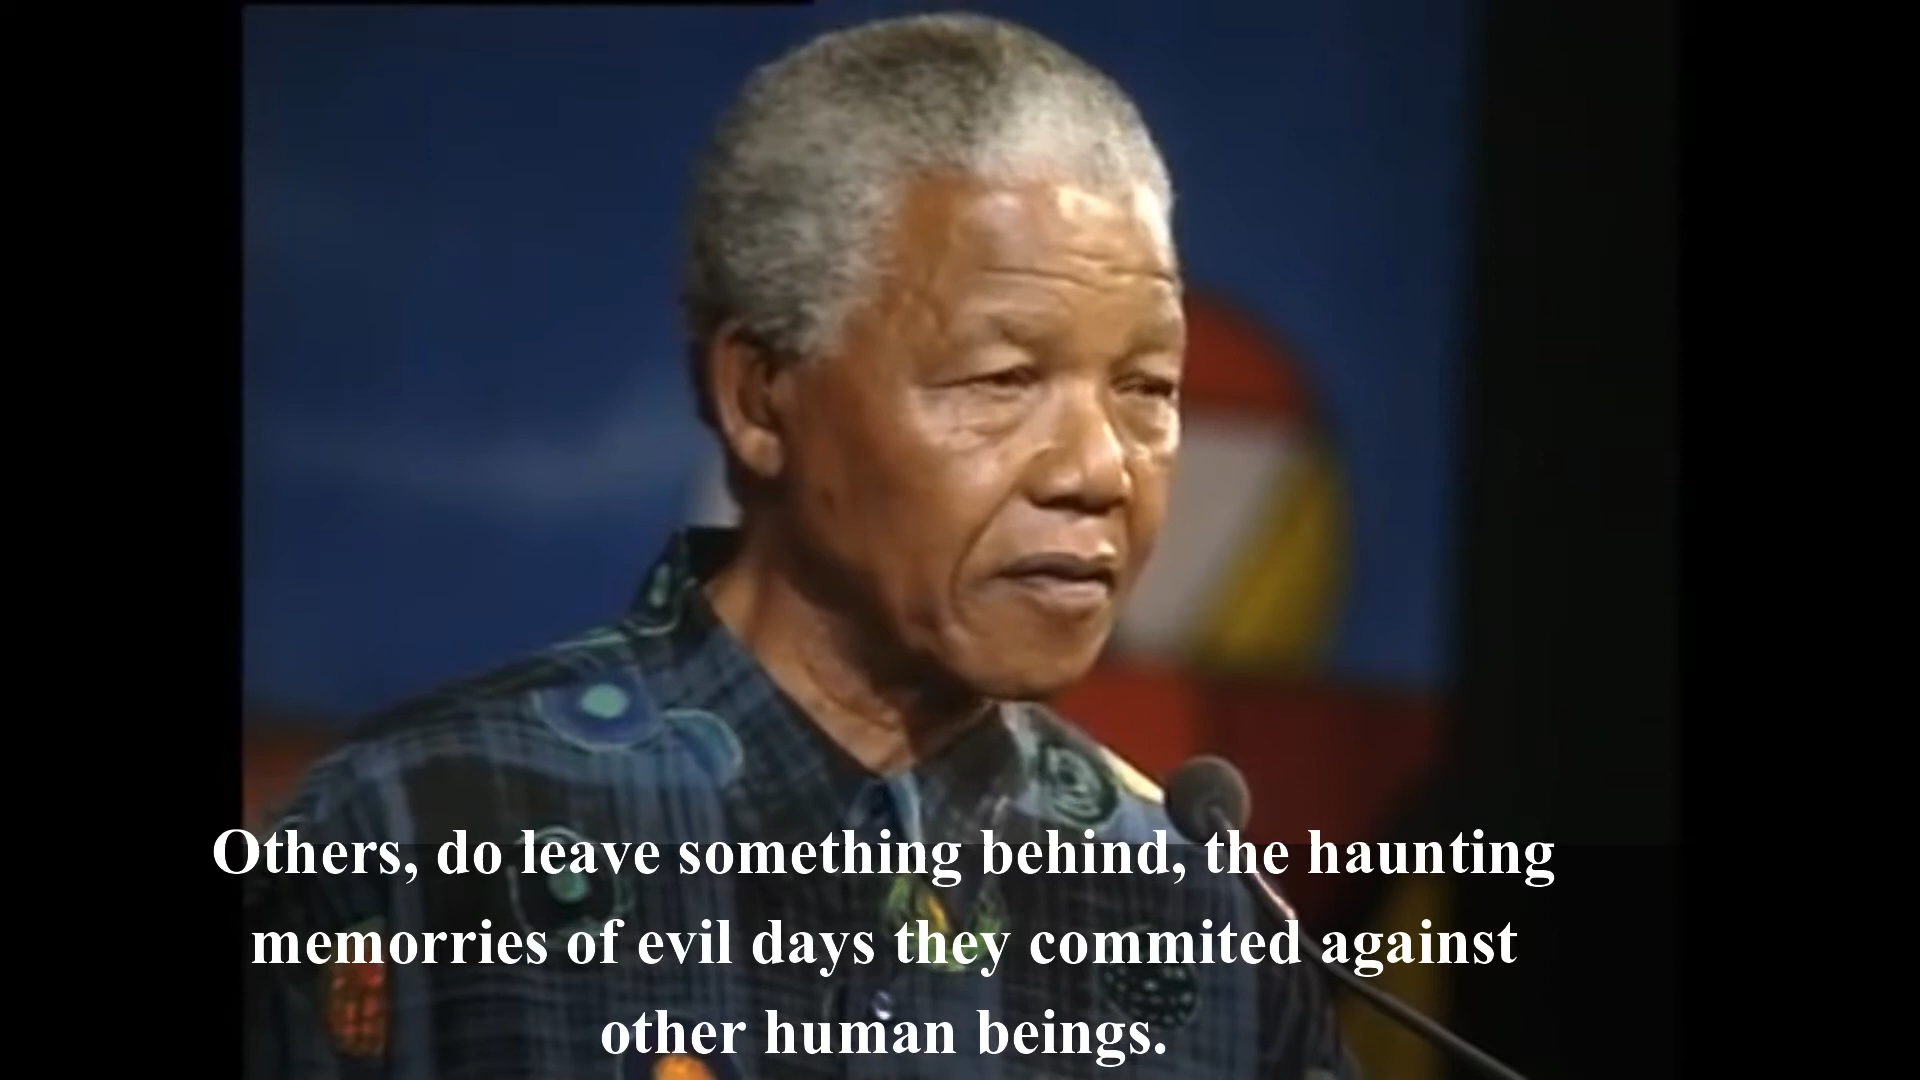 Others, do leave something behind, the haunting
memorries of evil days they commited against
other human beings.